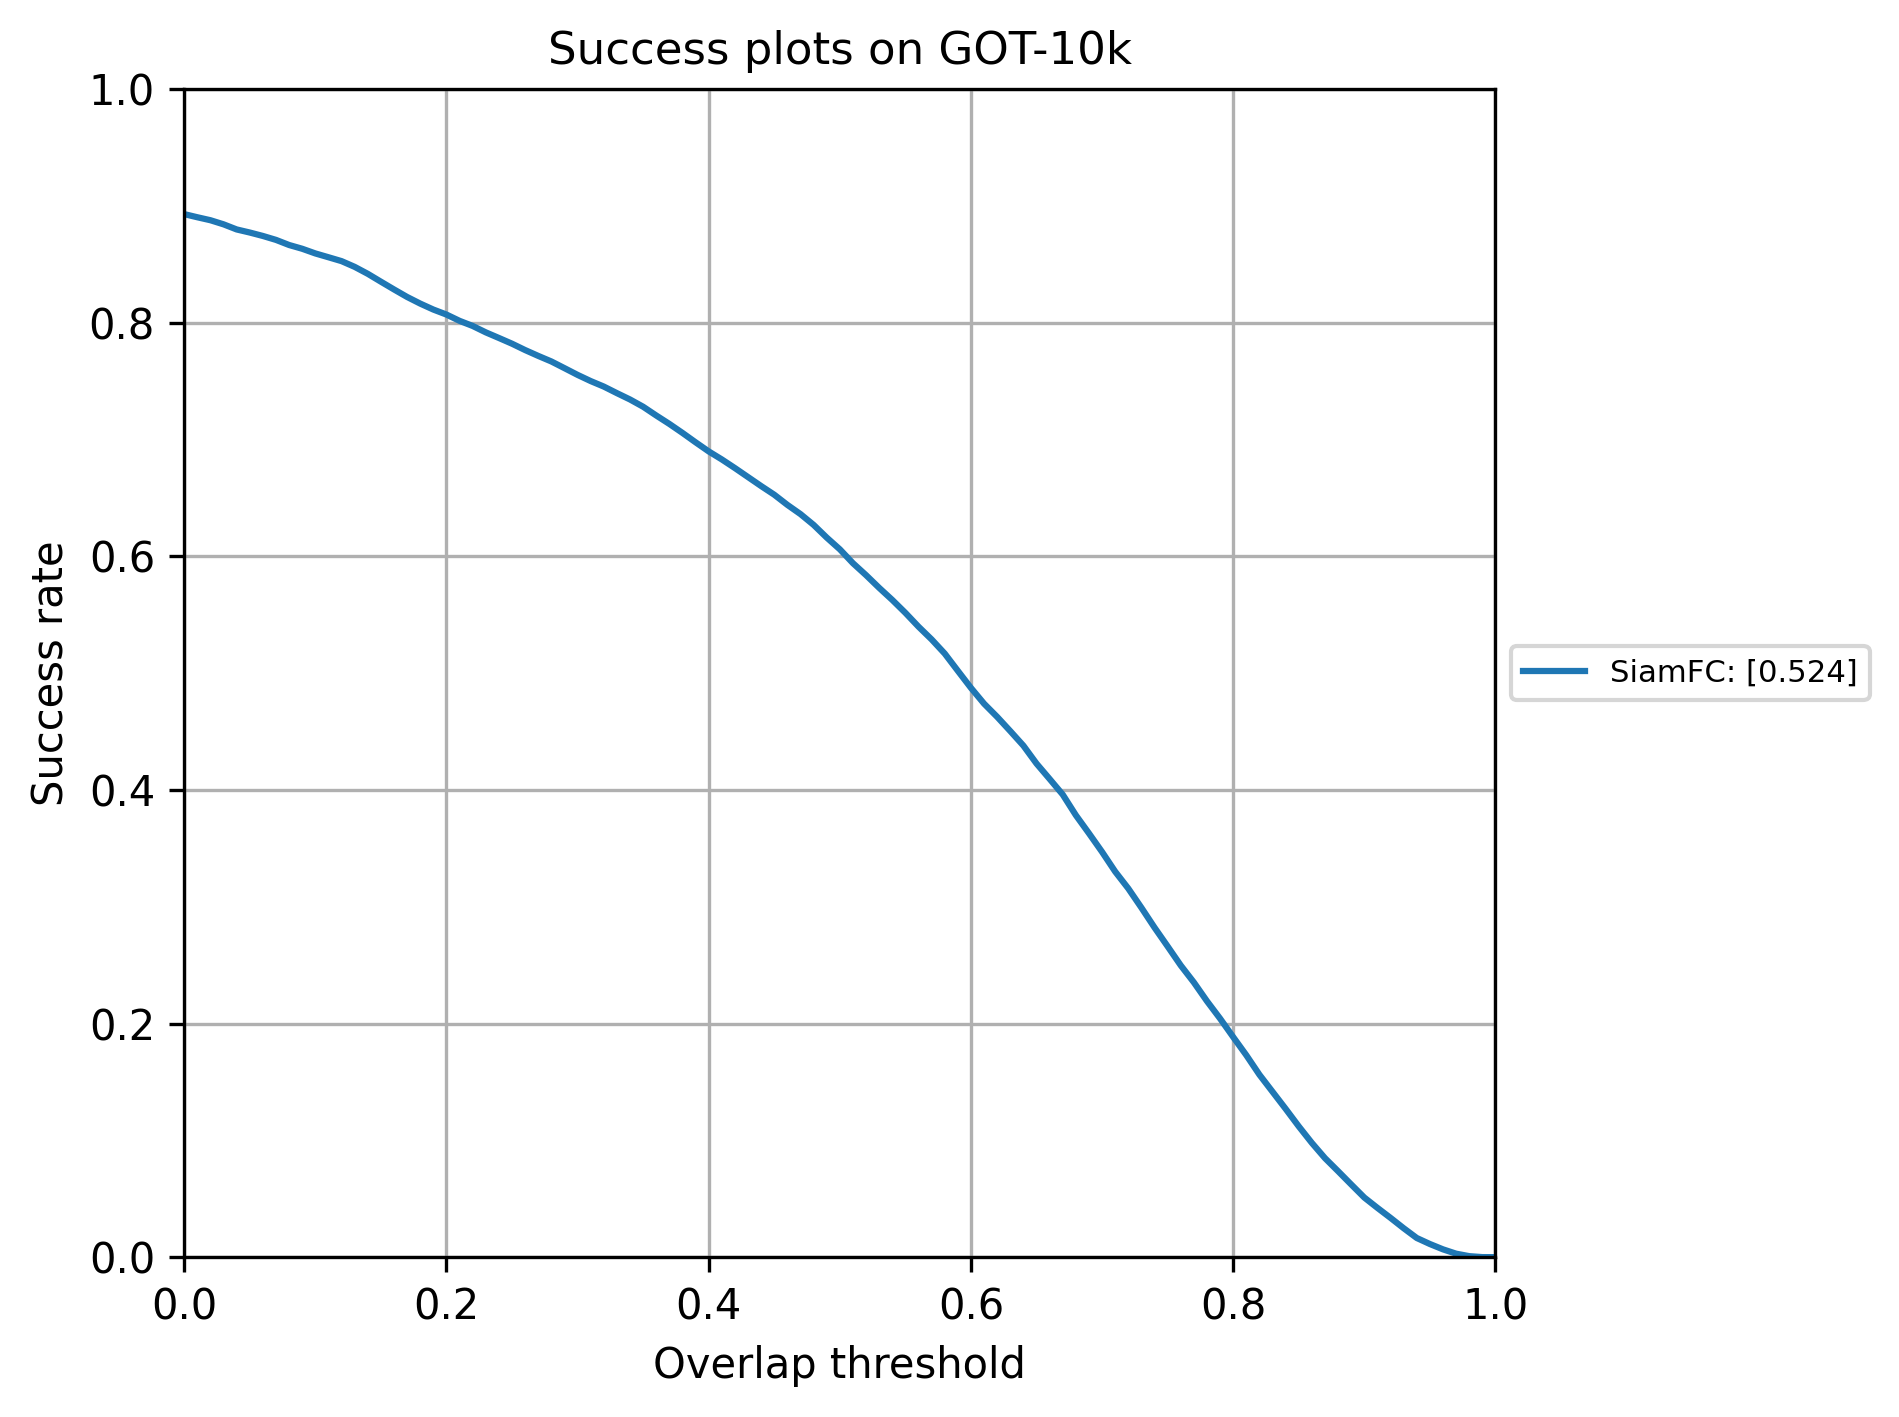 Success plots on GOT-10k
1.0
0.8
0.6
0.4
0.2
0.0
Success rate
0.0 0.2 0.4 0.6 0.8 1.0
Overlap threshold
SiamFC: [0.524]